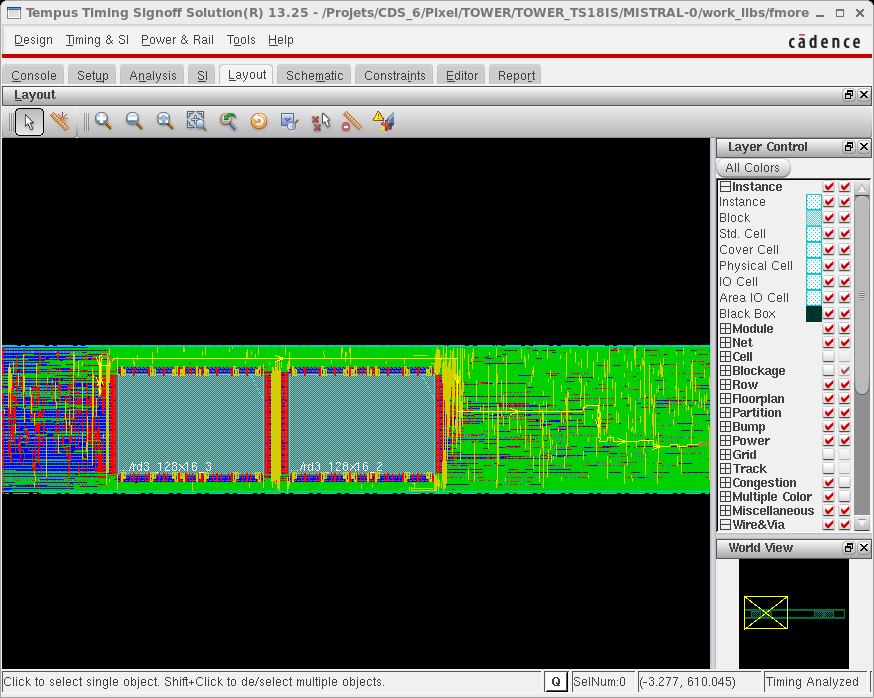 Tempus Timing Signoff Solution(R) 13.25 - /Projets/CDS_6/Pixel/TOWER/TOWER_TS18IS/MISTRAL-0/work_libs/fmore
Design Timing & SI Power & Rail Tools Help
cādence
Console Setup Analysis SI Layout Schematic Constraints Editor Report
Layout
Layer Control
All Colors
Instance
Instance
Block
Std. Cell
Cover Cell
Physical Cell
IO Cell
Area IO Cell
Black Box
Module
Net
Cell
Blockage
Row
Floorplan
Partition
Bump
Power
Grid
Track
Congestion
Multiple Color
Miscellaneous
Wire&Via
../rd3_128x16_3
../rd3_128x16_2
World View
Click to select single object. Shift+Click to de/select multiple objects.
Q
SelNum:0
(-3.277, 610.045)
Timing Analyzed